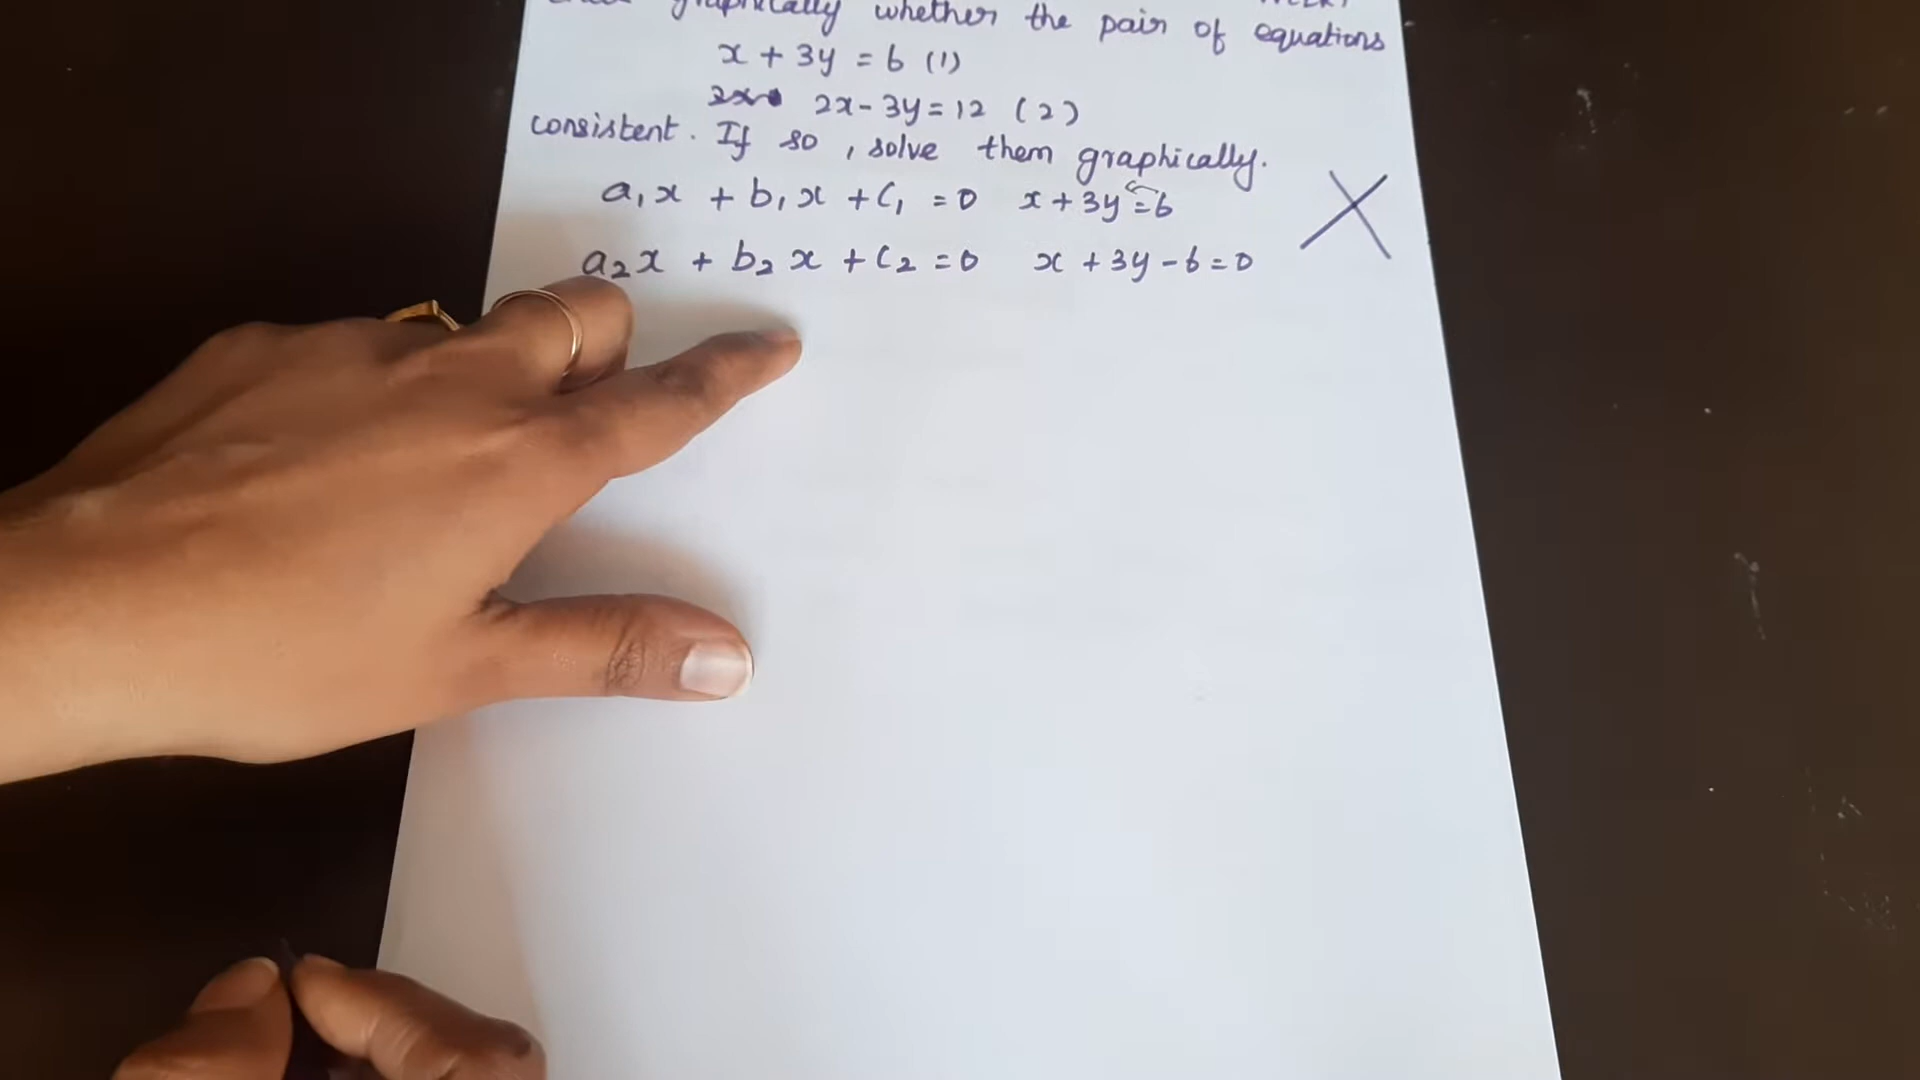 graphically whether the pair of equations
x + 3y = 6 (1)
2x - 3y = 12 (2)
consistent. If so, solve them graphically.
a₁x + b₁x + c₁ = 0 x + 3y = 6
a₂x + b₂x + c₂ = 0 x + 3y - 6 = 0